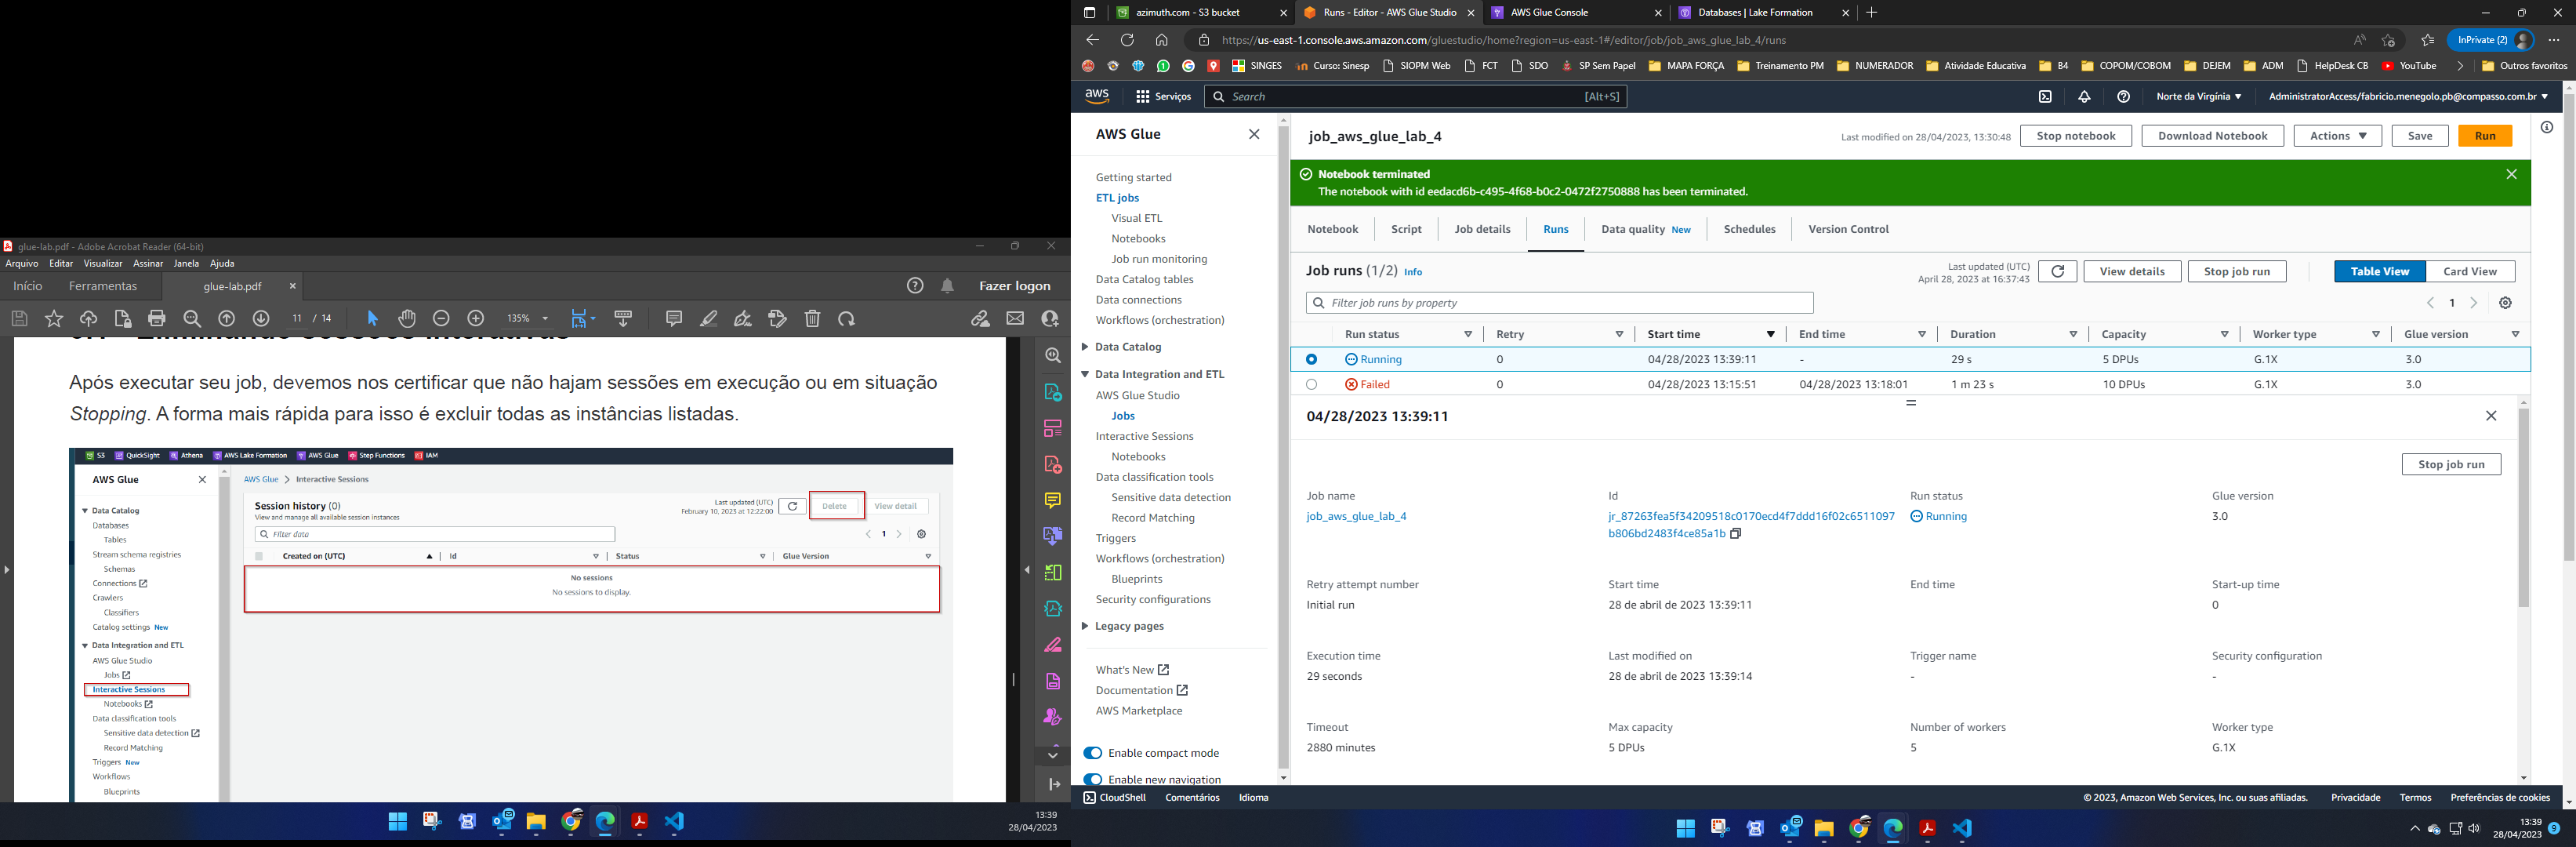 glue-lab.pdf - Adobe Acrobat Reader (64-bit)
Arquivo Editar Visualizar Assinar Janela Ajuda
Início Ferramentas glue-lab.pdf × Fazer logon
11 / 14 135%
Após executar seu job, devemos nos certificar que não hajam sessões em execução ou em situação
Stopping. A forma mais rápida para isso é excluir todas as instâncias listadas.
S3 QuickSight Athena AWS Lake Formation AWS Glue Step Functions IAM
AWS Glue
Data Catalog
Databases
Tables
Stream schema registries
Schemas
Connections
Crawlers
Classifiers
Catalog settings New
Data Integration and ETL
AWS Glue Studio
Jobs
Interactive Sessions
Notebooks
Data classification tools
Sensitive data detection
Record Matching
Triggers New
Workflows
Blueprints
AWS Glue > Interactive Sessions
Session history (0)
View and manage all available session instances
Last updated (UTC)
February 10, 2023 at 12:22:00
Delete
View detail
Filter data
1
Created on (UTC) Id Status Glue Version
No sessions
No sessions to display.
13:39
28/04/2023
azimuth.com - S3 bucket
Runs - Editor - AWS Glue Studio
AWS Glue Console
Databases | Lake Formation
https://us-east-1.console.aws.amazon.com/gluestudio/home?region=us-east-1#/editor/job/job_aws_glue_lab_4/runs
InPrivate (2)
SINGES Curso: Sinesp SIOPM Web FCT SDO SP Sem Papel MAPA FORÇA Treinamento PM NUMERADOR Atividade Educativa B4 COPOM/COBOM DEJEM ADM HelpDesk CB YouTube Outros favoritos
aws Serviços Search [Alt+S] Norte da Virgínia AdministratorAccess/fabricio.menegolo.pb@compasso.com.br
AWS Glue
Getting started
ETL jobs
Visual ETL
Notebooks
Job run monitoring
Data Catalog tables
Data connections
Workflows (orchestration)
Data Catalog
Data Integration and ETL
AWS Glue Studio
Jobs
Interactive Sessions
Notebooks
Data classification tools
Sensitive data detection
Record Matching
Triggers
Workflows (orchestration)
Blueprints
Security configurations
Legacy pages
What's New
Documentation
AWS Marketplace
Enable compact mode
Enable new navigation
job_aws_glue_lab_4
Last modified on 28/04/2023, 13:30:48
Stop notebook Download Notebook Actions Save Run
Notebook terminated
The notebook with id eedacd6b-c495-4f68-b0c2-0472f2750888 has been terminated.
Notebook Script Job details Runs Data quality New Schedules Version Control
Job runs (1/2) Info
Last updated (UTC)
April 28, 2023 at 16:37:43
View details Stop job run Table View Card View
Filter job runs by property
1
Run status Retry Start time End time Duration Capacity Worker type Glue version
Running 0 04/28/2023 13:39:11 - 29 s 5 DPUs G.1X 3.0
Failed 0 04/28/2023 13:15:51 04/28/2023 13:18:01 1 m 23 s 10 DPUs G.1X 3.0
04/28/2023 13:39:11
Stop job run
Job name Id Run status Glue version
job_aws_glue_lab_4 jr_87263fea5f34209518c0170ecd4f7ddd16f02c6511097 Running 3.0
b806bd2483f4ce85a1b
Retry attempt number Start time End time Start-up time
Initial run 28 de abril de 2023 13:39:11 0
Execution time Last modified on Trigger name Security configuration
29 seconds 28 de abril de 2023 13:39:14 - -
Timeout Max capacity Number of workers Worker type
2880 minutes 5 DPUs 5 G.1X
CloudShell Comentários Idioma
© 2023, Amazon Web Services, Inc. ou suas afiliadas. Privacidade Termos Preferências de cookies
13:39
28/04/2023
9